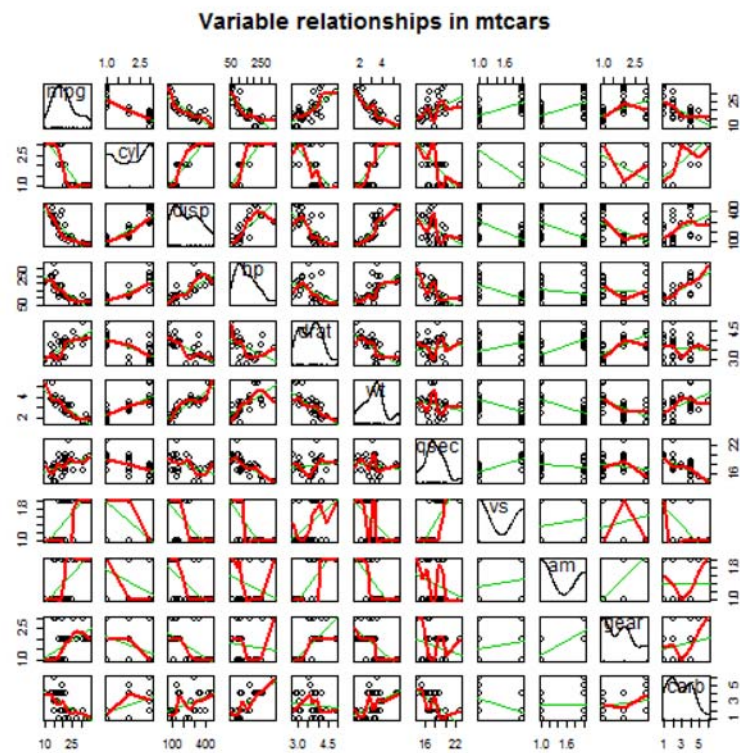 Variable relationships in mtcars
1.0 2.5 50 250 2 4 1.0 1.6 1.0 2.5
mpg 25 10
2.5 1.0 cyl
disp 400 100
250 50 hp
drat 4.5 3.0
4 2 wt
qsec 22 16
1.8 1.0 vs
am 1.8 1.0
2.5 1.0 gear
carb 5 3 1
10 25 100 400 3.0 4.5 16 22 1.0 1.6 1 3 5